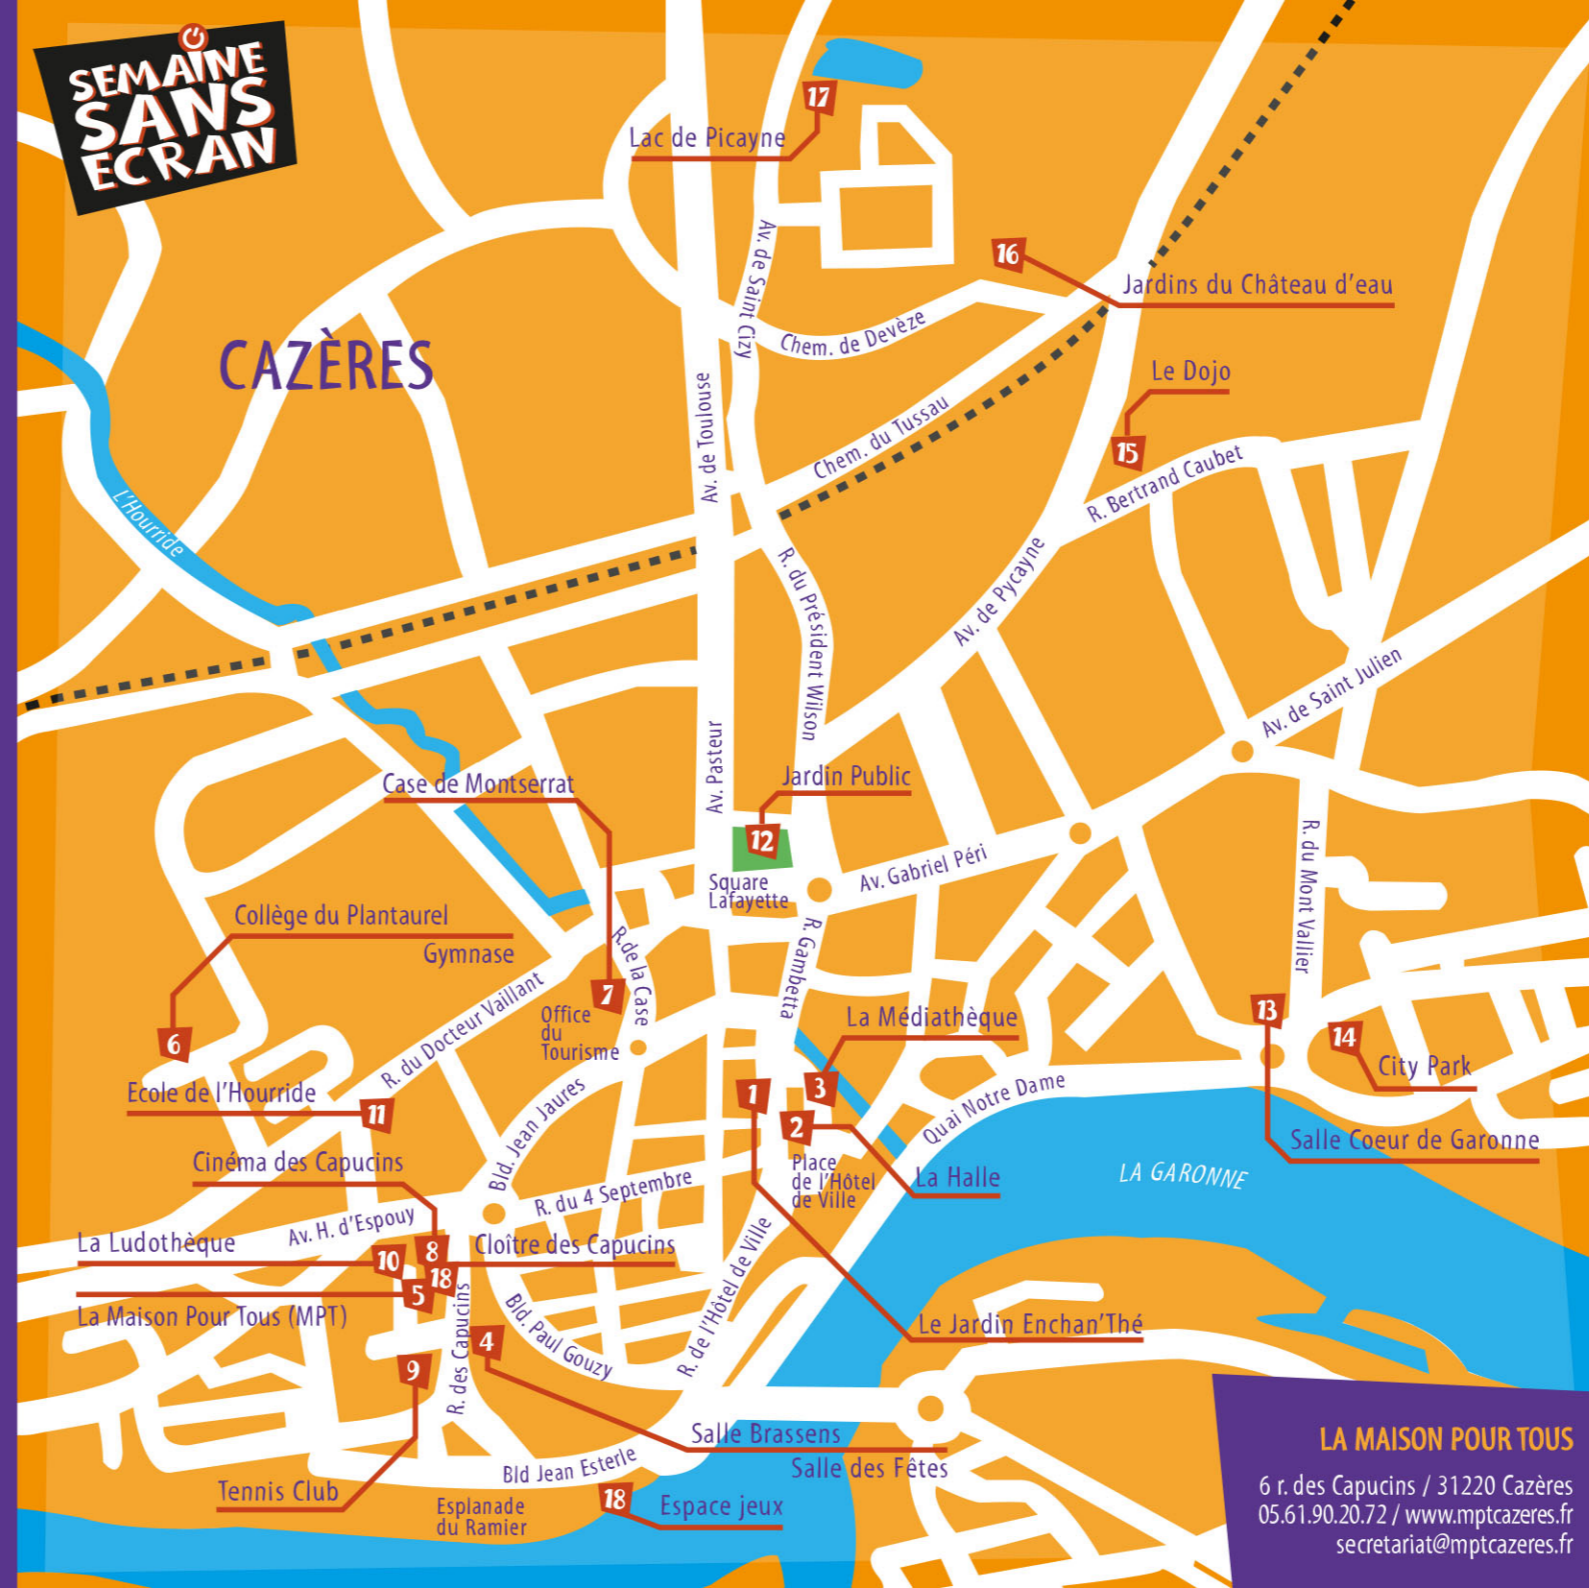 SEMAINE
SANS
ECRAN
17
Lac de Picayne
Av. de Saint Cizy
16
Jardins du Château d'eau
Chem. de Devèze
CAZÈRES
Av. de Toulouse
Chem. du Tussau
Le Dojo
15
R. Bertrand Caubet
L'Hourride
R. du Président Wilson
Av. de Pycayne
Av. de Saint Julien
Av. Pasteur
Case de Montserrat
Jardin Public
12
Square
Lafayette
Av. Gabriel Péri
R. du Mont Vallier
Collège du Plantaurel
Gymnase
R. Gambetta
R.de la Case
R. du Docteur Vaillant
7
Office
du
Tourisme
6
La Médiathèque
13
14
City Park
Ecole de l'Hourride
11
1
3
2
Quai Notre Dame
Bld. Jean Jaures
Salle Coeur de Garonne
Cinéma des Capucins
Place
de l'Hôtel
de Ville
La Halle
LA GARONNE
R. du 4 Septembre
Av. H. d'Espouy
La Ludothèque
10
8
Cloître des Capucins
18
5
La Maison Pour Tous (MPT)
R. des Capucins
Bld. Paul Gouzy
R. de l'Hôtel de Ville
Le Jardin Enchan'Thé
4
9
Salle Brassens
Salle des Fêtes
Bld Jean Esterle
Tennis Club
Esplanade
du Ramier
18
Espace jeux
LA MAISON POUR TOUS
6 r. des Capucins / 31220 Cazères
05.61.90.20.72 / www.mptcazeres.fr
secretariat@mptcazeres.fr